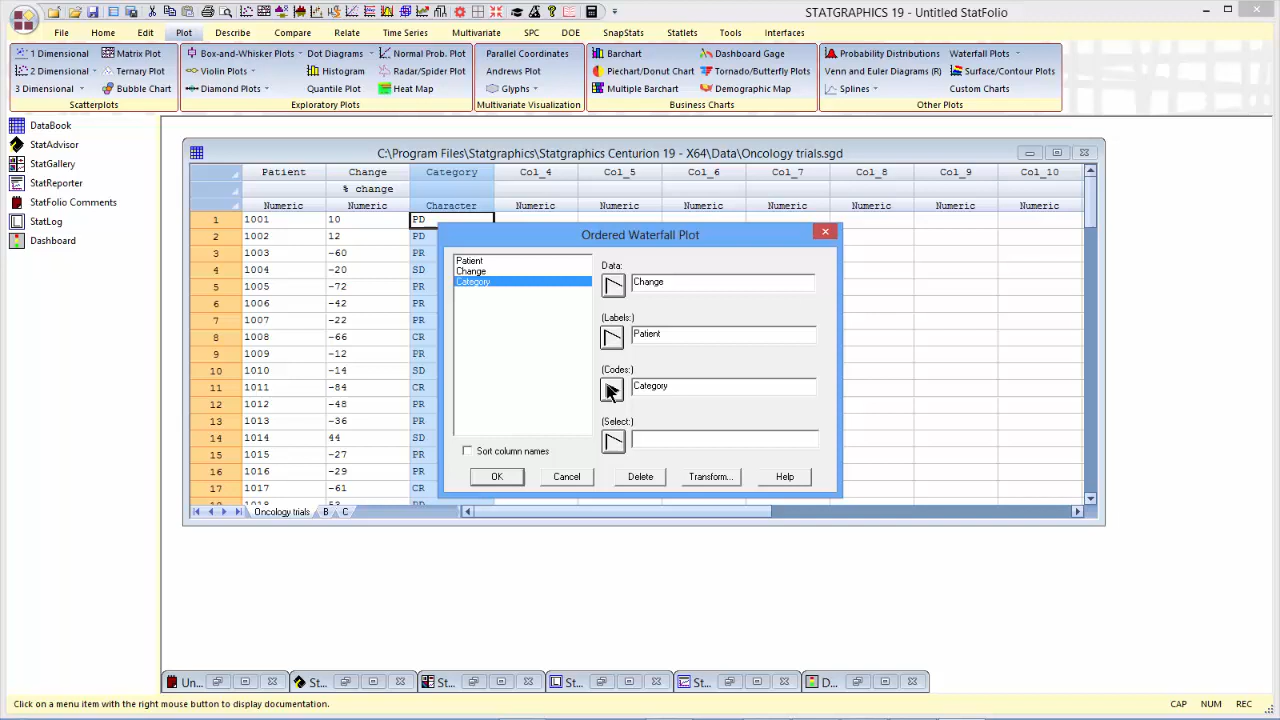 STATGRAPHICS 19 - Untitled StatFolio
File Home Edit Plot Describe Compare Relate Time Series Multivariate SPC DOE SnapStats Statlets Tools Interfaces
1 Dimensional Matrix Plot Box-and-Whisker Plots Dot Diagrams Normal Prob. Plot Parallel Coordinates Barchart Dashboard Gage Probability Distributions Waterfall Plots
2 Dimensional Ternary Plot Violin Plots Histogram Radar/Spider Plot Andrews Plot Piechart/Donut Chart Tornado/Butterfly Plots Venn and Euler Diagrams (R) Surface/Contour Plots
3 Dimensional Bubble Chart Diamond Plots Quantile Plot Heat Map Glyphs Multiple Barchart Demographic Map Splines Custom Charts
Scatterplots Exploratory Plots Multivariate Visualization Business Charts Other Plots
DataBook
StatAdvisor
StatGallery
StatReporter
StatFolio Comments
StatLog
Dashboard
C:\Program Files\Statgraphics\Statgraphics Centurion 19 - X64\Data\Oncology trials.sgd
Patient Change Category Col_4 Col_5 Col_6 Col_7 Col_8 Col_9 Col_10
% change
Numeric Numeric Character Numeric Numeric Numeric Numeric Numeric Numeric Numeric
1 1001 10 PD
2 1002 12 PD
3 1003 -60 PR
4 1004 -20 SD
5 1005 -72 PR
6 1006 -42 PR
7 1007 -22 PR
8 1008 -66 CR
9 1009 -12 PR
10 1010 -14 SD
11 1011 -84 CR
12 1012 -48 PR
13 1013 -36 PR
14 1014 44 SD
15 1015 -27 PR
16 1016 -29 PR
17 1017 -61 CR
18 1018 53 PD
Oncology trials B C
Ordered Waterfall Plot
Patient
Change
Category
Data:
Change
(Labels:)
Patient
(Codes:)
Category
(Select:)
Sort column names
OK Cancel Delete Transform... Help
Un... St... St... St... St... D...
Click on a menu item with the right mouse button to display documentation. CAP NUM REC